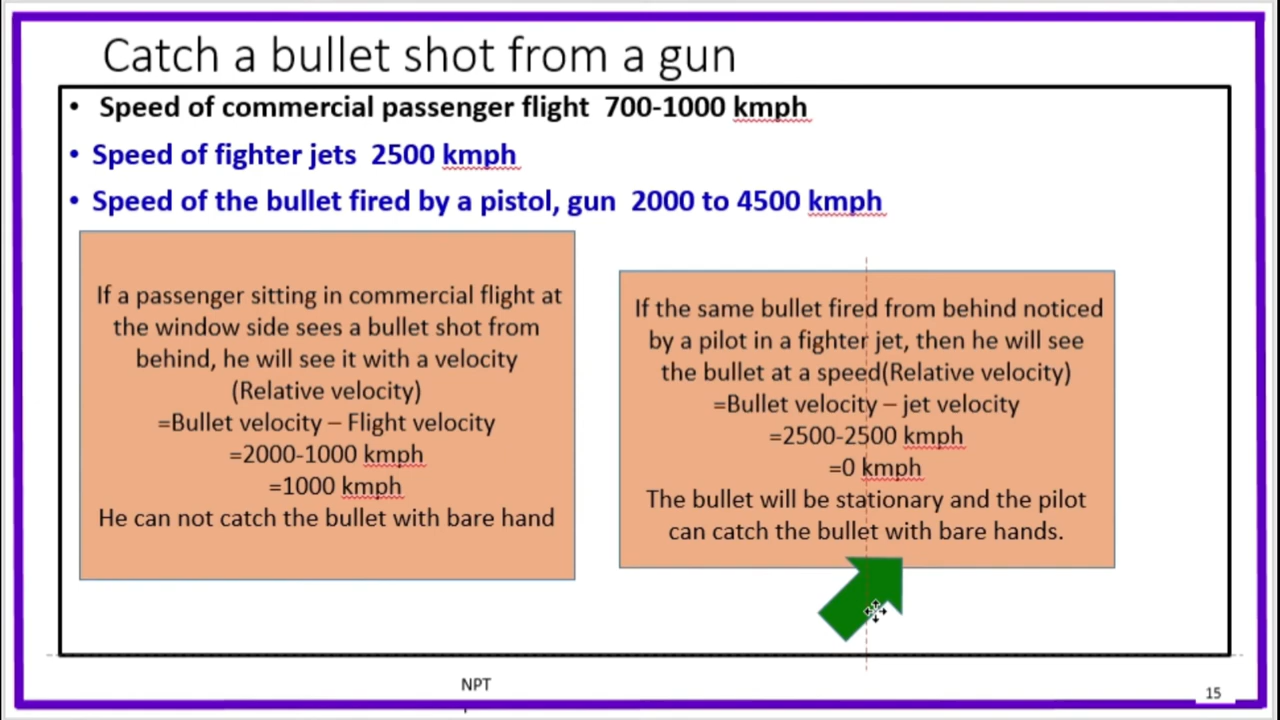 Catch a bullet shot from a gun
• Speed of commercial passenger flight 700-1000 kmph
• Speed of fighter jets 2500 kmph
• Speed of the bullet fired by a pistol, gun 2000 to 4500 kmph
If a passenger sitting in commercial flight at
the window side sees a bullet shot from
behind, he will see it with a velocity
(Relative velocity)
=Bullet velocity – Flight velocity
=2000-1000 kmph
=1000 kmph
He can not catch the bullet with bare hand
If the same bullet fired from behind noticed
by a pilot in a fighter jet, then he will see
the bullet at a speed(Relative velocity)
=Bullet velocity – jet velocity
=2500-2500 kmph
=0 kmph
The bullet will be stationary and the pilot
can catch the bullet with bare hands.
NPT
15